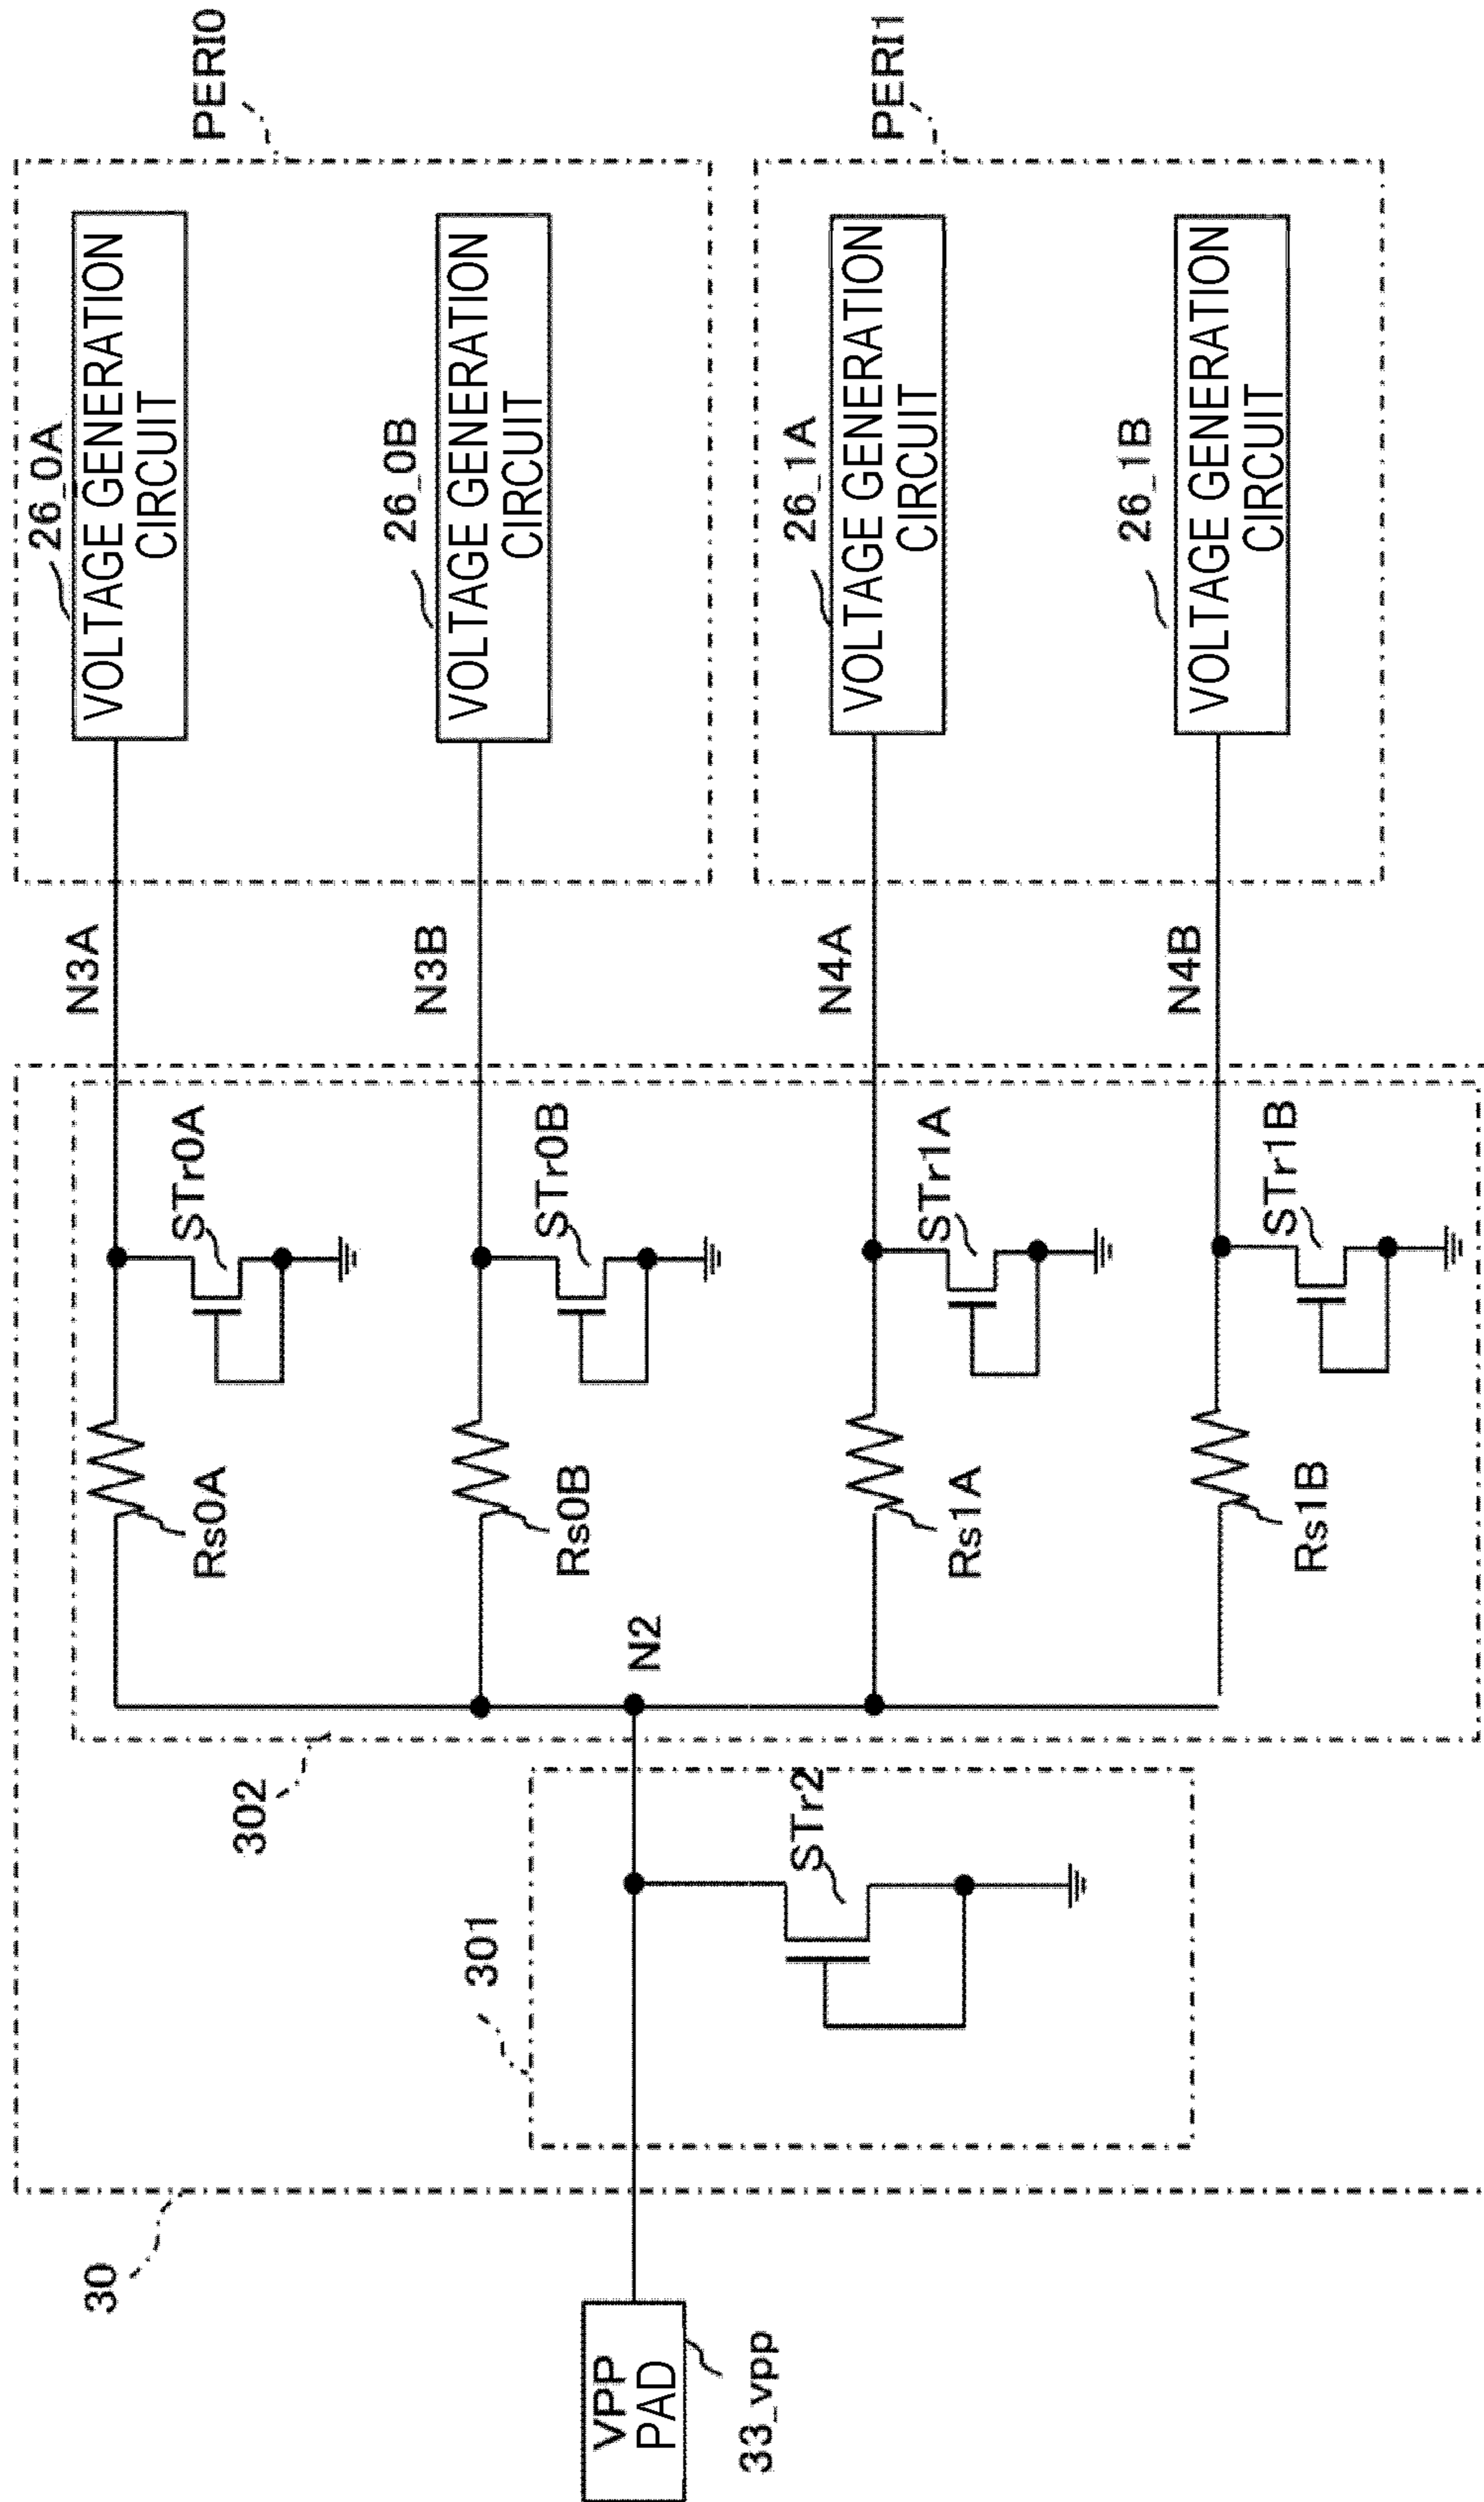 30
VPP
PAD
33_vpp
301
STr2
302
N2
Rs0A
STr0A
Rs0B
STr0B
Rs1A
STr1A
Rs1B
STr1B
N3A
N3B
N4A
N4B
PERI0
26_0A
VOLTAGE GENERATION
CIRCUIT
26_0B
VOLTAGE GENERATION
CIRCUIT
PERI1
26_1A
VOLTAGE GENERATION
CIRCUIT
26_1B
VOLTAGE GENERATION
CIRCUIT